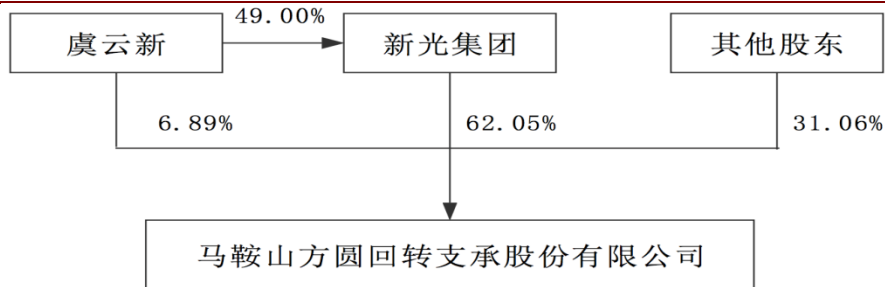 49.00%
虞云新
新光集团
其他股东
6.89%
62.05%
31.06%
马鞍山方圆回转支承股份有限公司